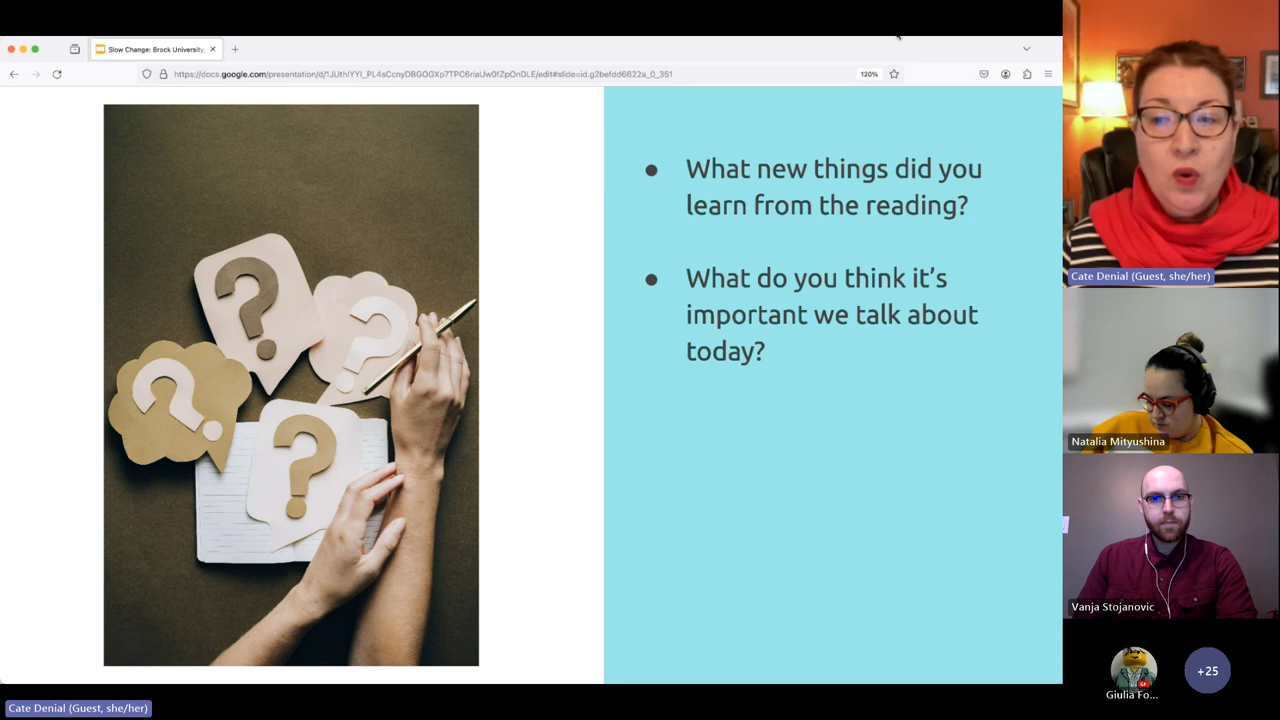 Slow Change: Brock University,
120%
What new things did you
learn from the reading?
What do you think it's
important we talk about
today?
?
?
?
?
Cate Denial (Guest, she/her)
Natalia Mityushina
Vanja Stojanovic
Giulia Fo...
+25
Cate Denial (Guest, she/her)